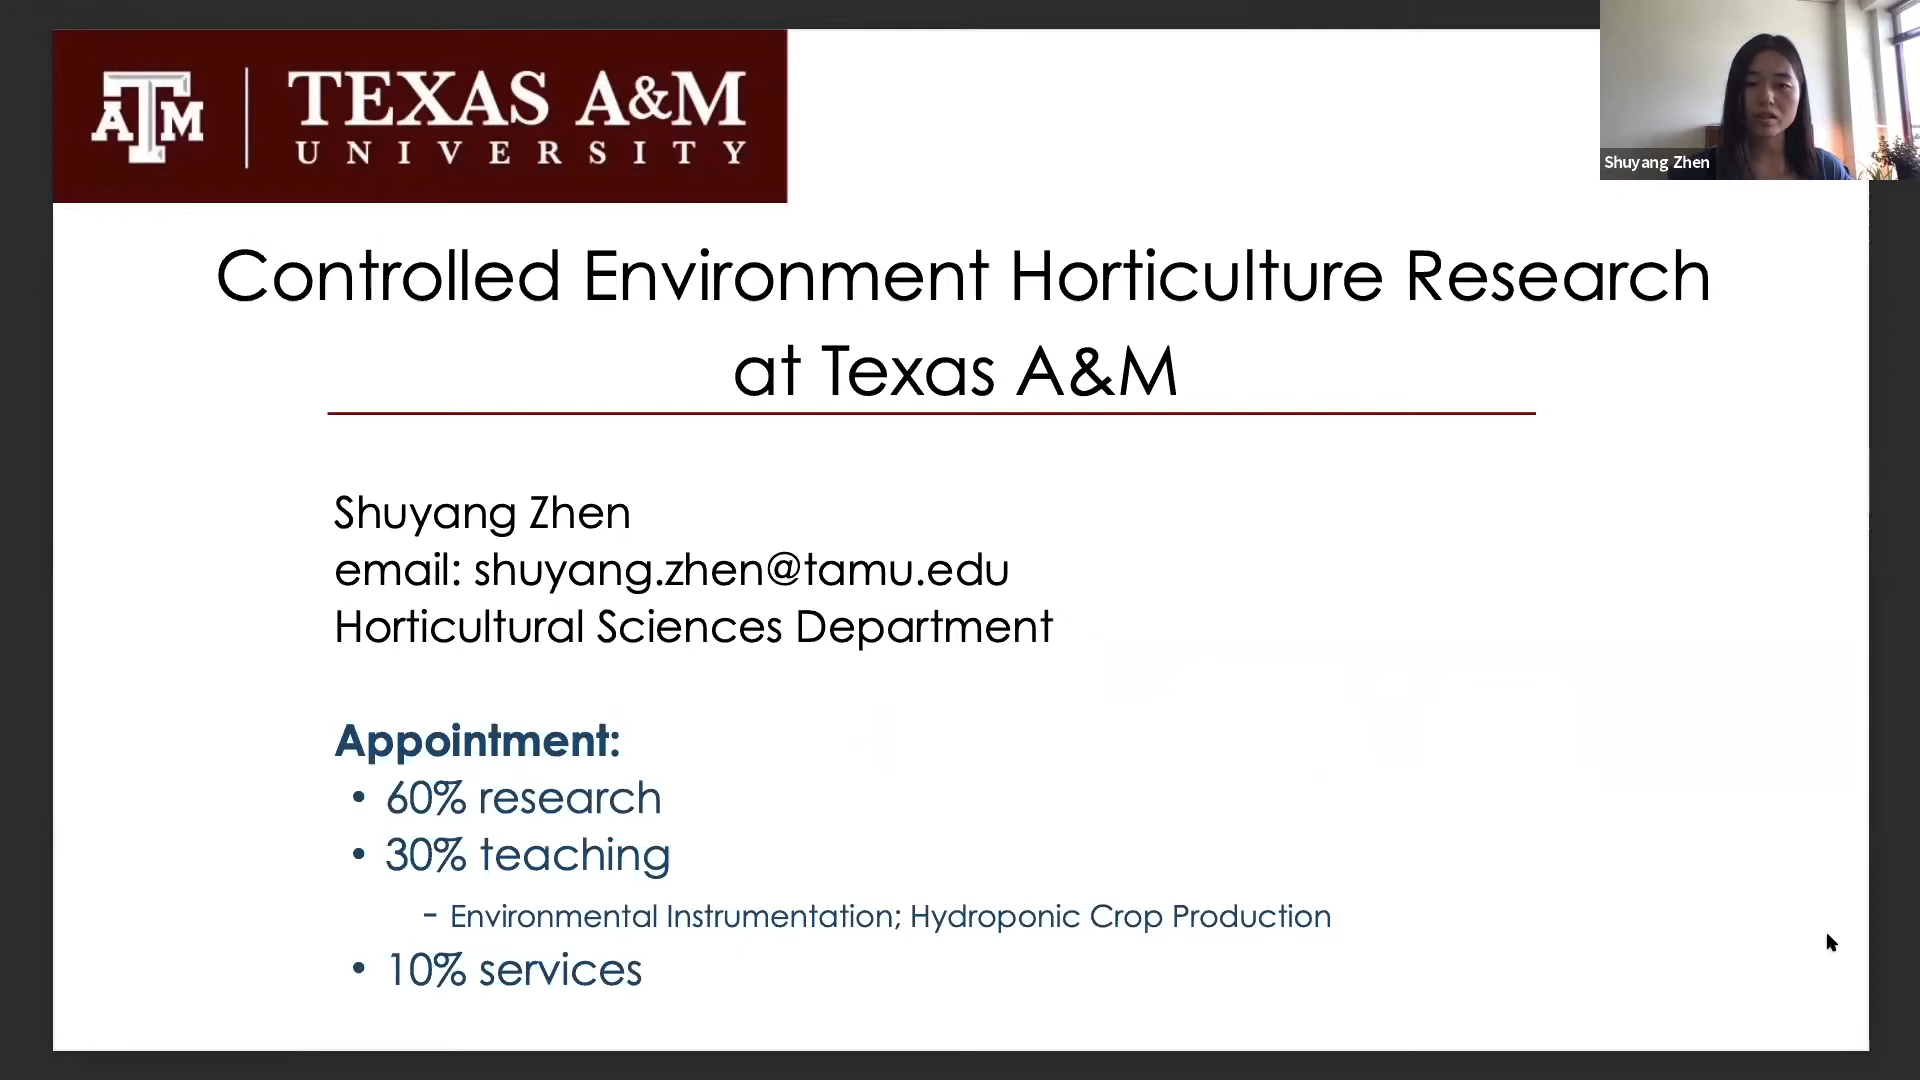 ATM
TEXAS A&M
UNIVERSITY
Shuyang Zhen
Controlled Environment Horticulture Research
at Texas A&M
Shuyang Zhen
email: shuyang.zhen@tamu.edu
Horticultural Sciences Department
Appointment:
• 60% research
• 30% teaching
- Environmental Instrumentation; Hydroponic Crop Production
• 10% services